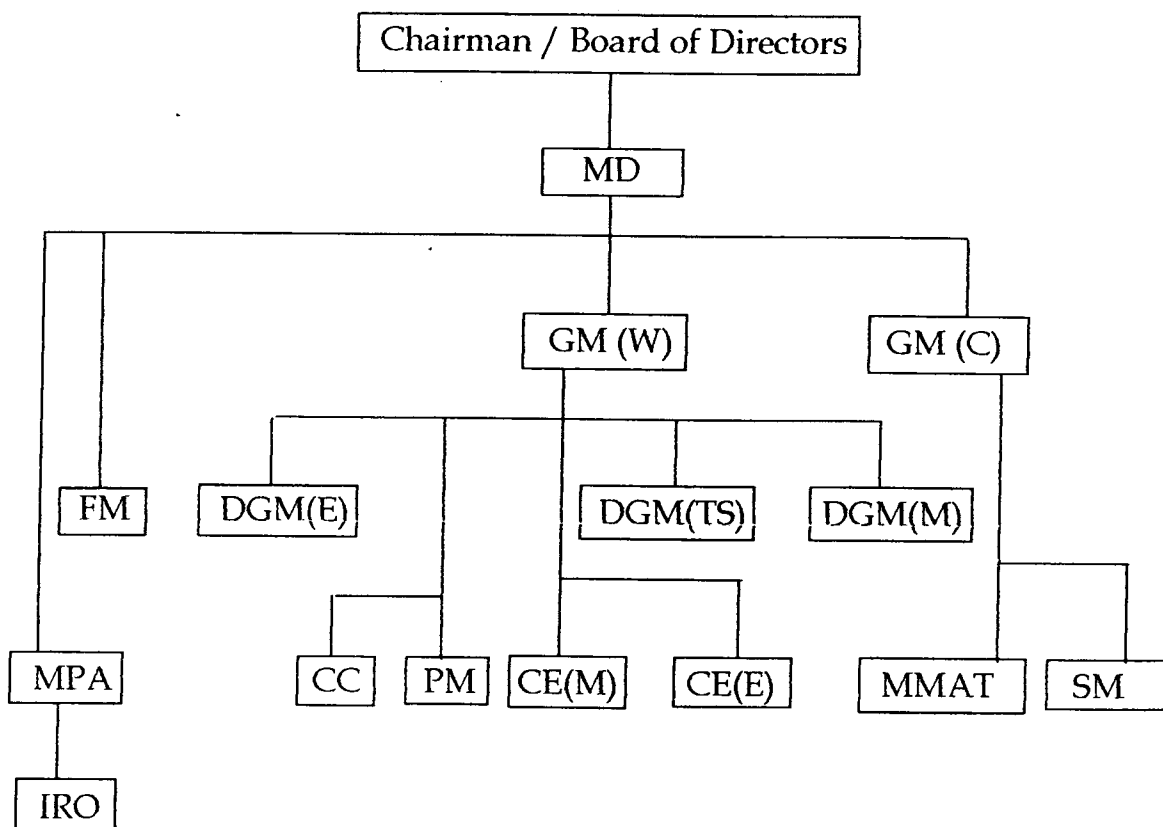 Chairman / Board of Directors
MD
GM (W)
GM (C)
FM
DGM(E)
DGM(TS)
DGM(M)
MPA
CC
PM
CE(M)
CE(E)
MMAT
SM
IRO